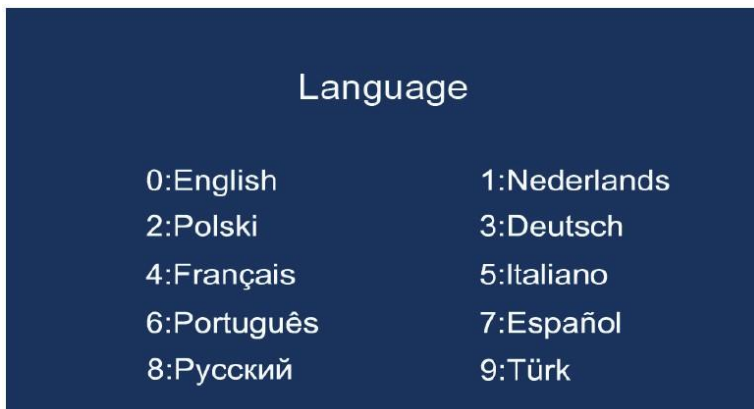 Language
0:English 1:Nederlands
2:Polski 3:Deutsch
4:Français 5:Italiano
6:Português 7:Español
8:Русский 9:Türk